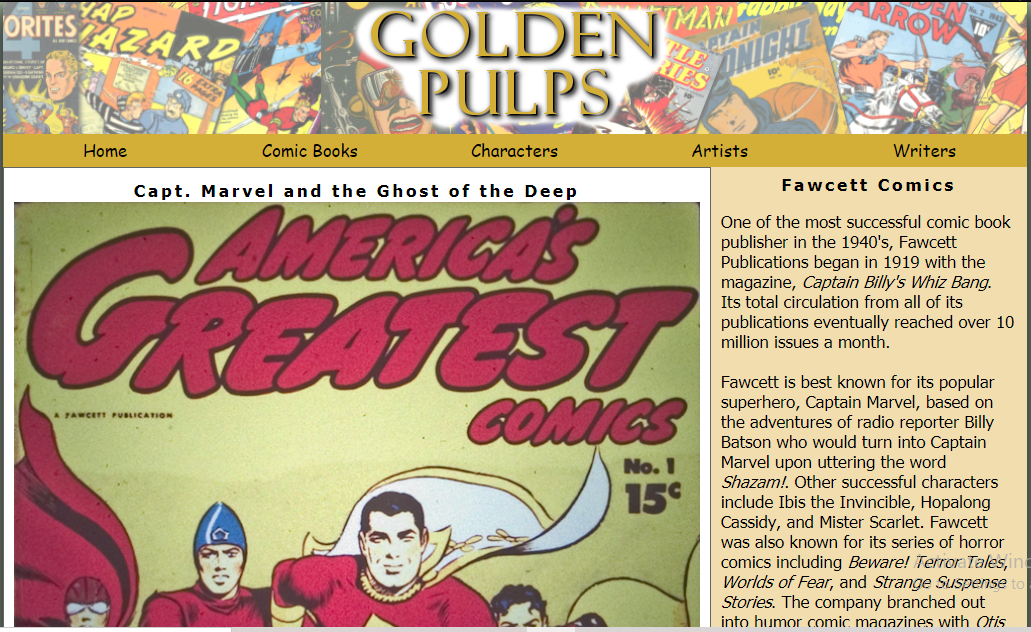 ORITES
HAP
HAZARD
GOLDEN
PULPS
KNIGHT
ARROW
10¢
Home Comic Books Characters Artists Writers
Capt. Marvel and the Ghost of the Deep
AMERICA'S
GREATEST
COMICS
A FAWCETT PUBLICATION
No. 1
15¢
Fawcett Comics
One of the most successful comic book
publisher in the 1940's, Fawcett
Publications began in 1919 with the
magazine, Captain Billy's Whiz Bang.
Its total circulation from all of its
publications eventually reached over 10
million issues a month.
Fawcett is best known for its popular
superhero, Captain Marvel, based on
the adventures of radio reporter Billy
Batson who would turn into Captain
Marvel upon uttering the word
Shazam!. Other successful characters
include Ibis the Invincible, Hopalong
Cassidy, and Mister Scarlet. Fawcett
was also known for its series of horror
comics including Beware! Terror Tales,
Worlds of Fear, and Strange Suspense
Stories. The company branched out
into humor comic magazines with Otis